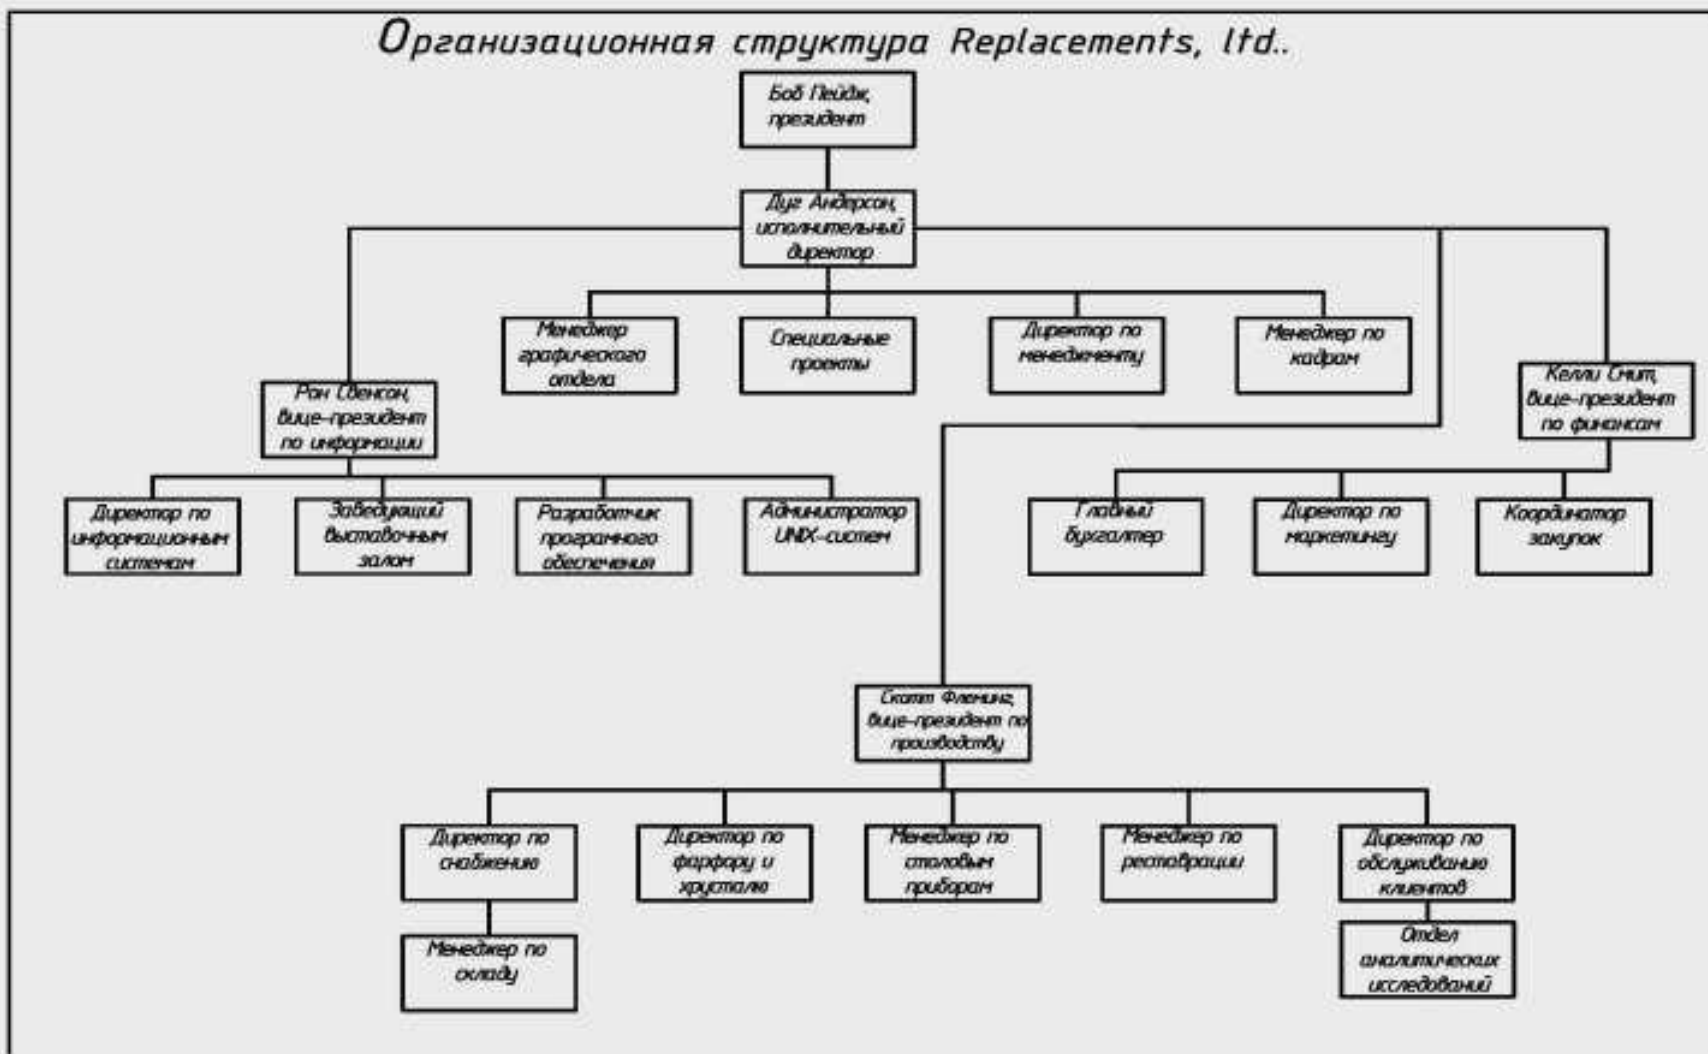 Организационная структура Replacements, ltd..
Боб Пейдж,
президент
Дуг Андерсон,
исполнительный
директор
Менеджер
графического
отдела
Специальные
проекты
Директор по
менеджменту
Менеджер по
кадрам
Рон Свенсон,
вице-президент
по информации
Келли Смит,
вице-президент
по финансам
Директор по
информационным
системам
Заведующий
выставочным
залом
Разработчик
програмного
обеспечения
Администратор
UNIX-систем
Главный
бухгалтер
Директор по
маркетингу
Координатор
закупок
Скотт Флеминг,
вице-президент по
производству
Директор по
снабжению
Директор по
фарфору и
хрусталю
Менеджер по
столовым
приборам
Менеджер по
реставрации
Директор по
обслуживанию
клиентов
Менеджер по
складу
Отдел
аналитических
исследований